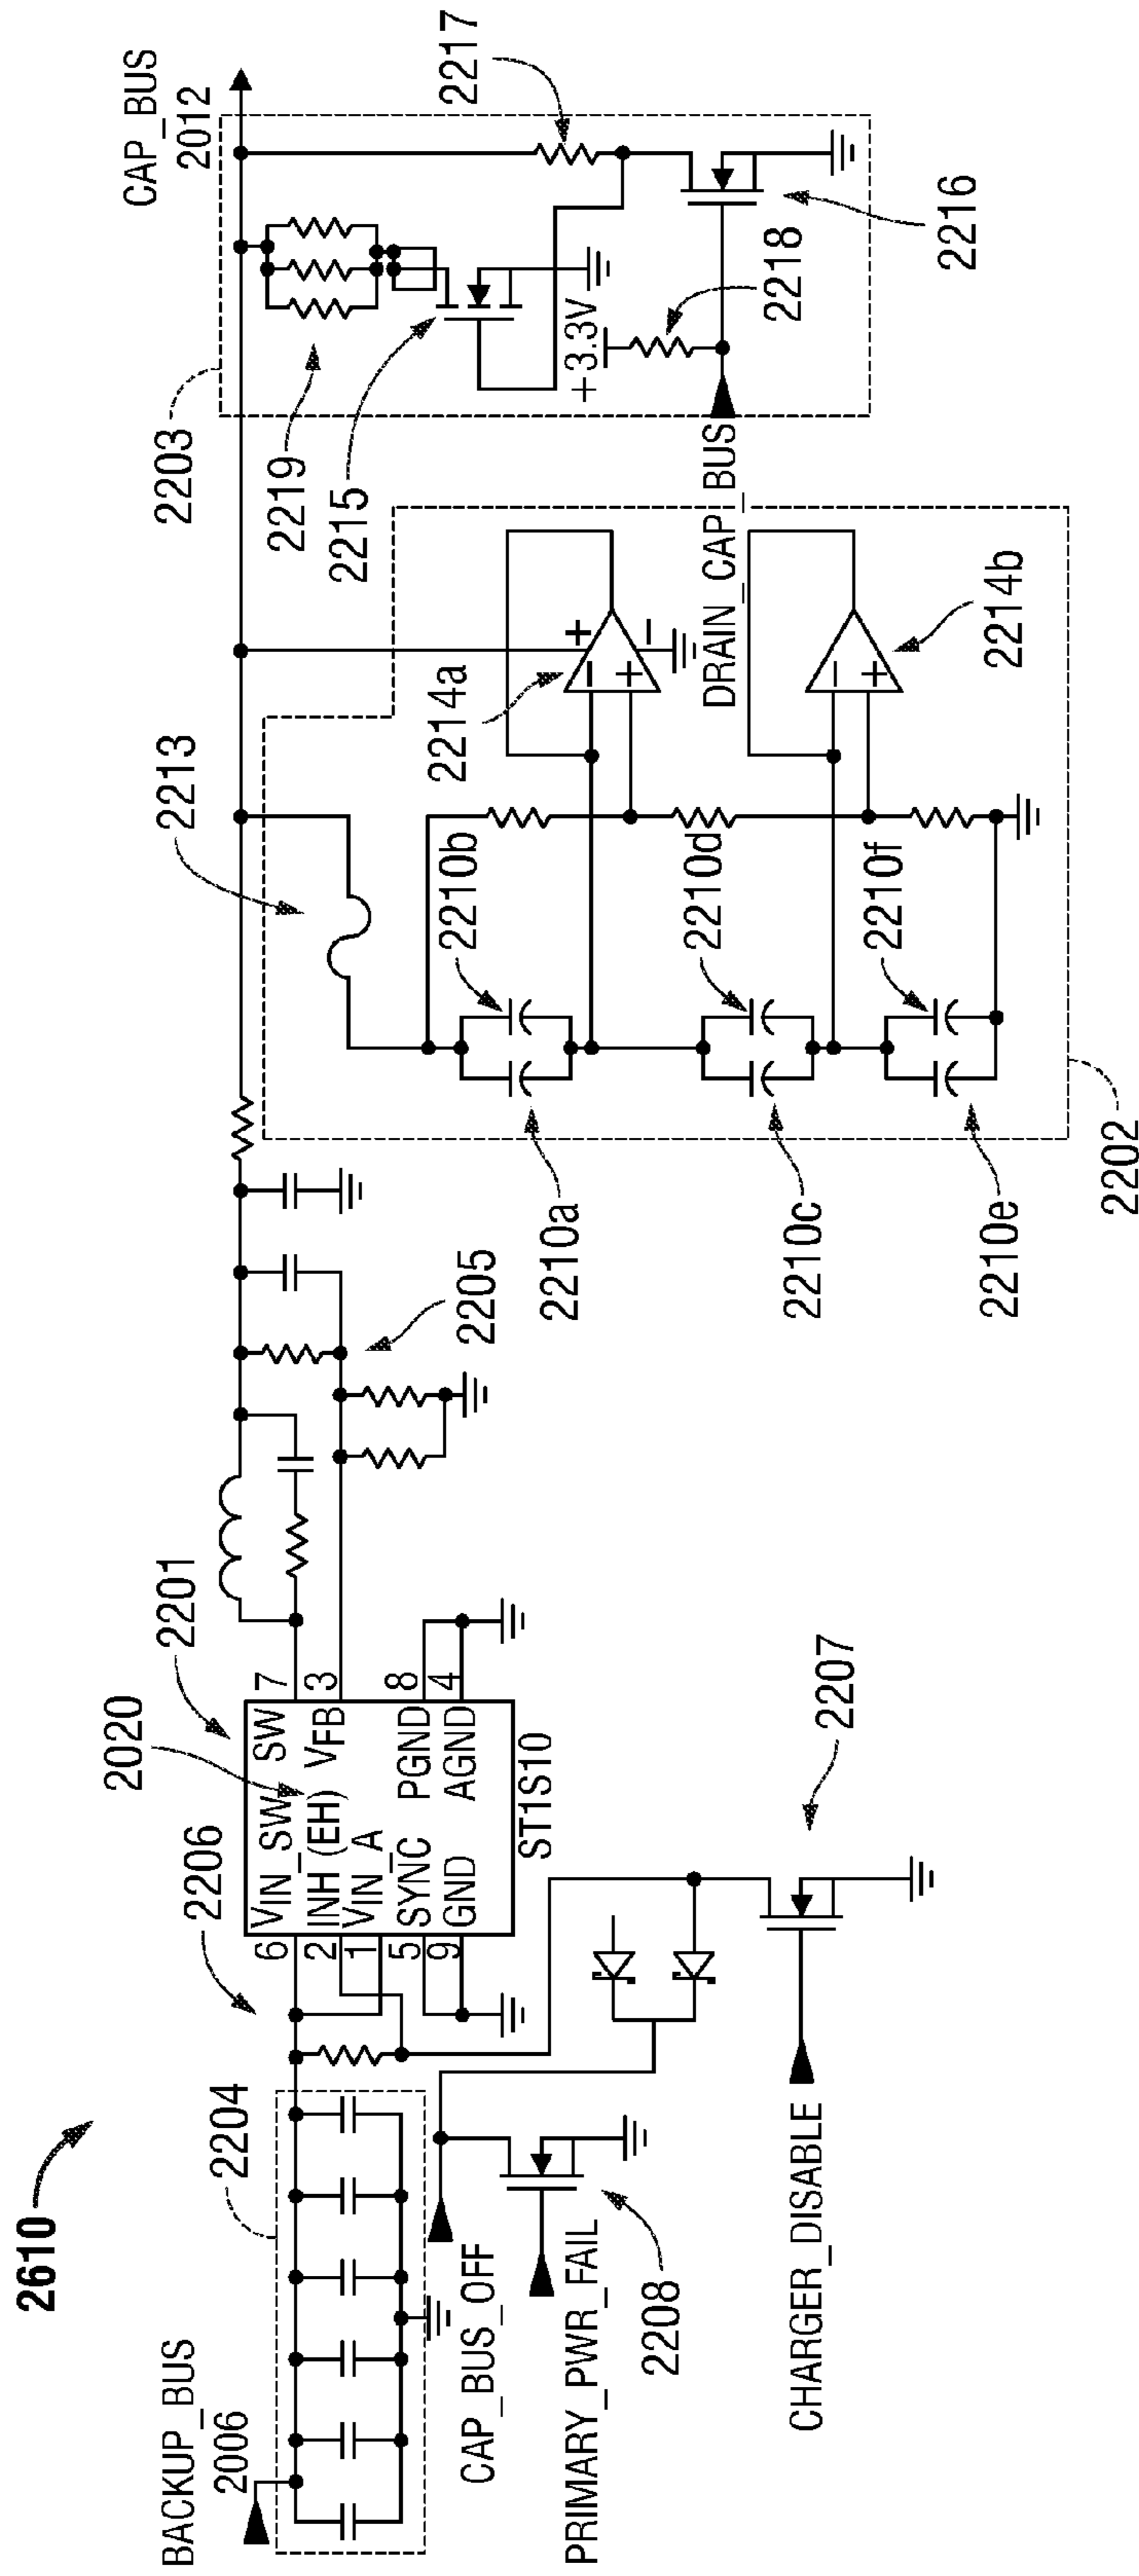 2610
BACKUP_BUS
2006
2204
2206
2020
2201
CAP_BUS_OFF
PRIMARY_PWR_FAIL
2208
CHARGER_DISABLE
2207
6
2
1
5
9
VIN_SW
INH (EH)
VIN_A
SYNC
GND
SW
VFB
PGND
AGND
7
3
8
4
ST1S10
2205
2213
2210a
2210b
2210c
2210d
2210e
2210f
2202
2214a
2214b
+
−
−
+
−
+
DRAIN_CAP_BUS
2203
2219
2215
+3.3V
2218
2216
2217
CAP_BUS
2012